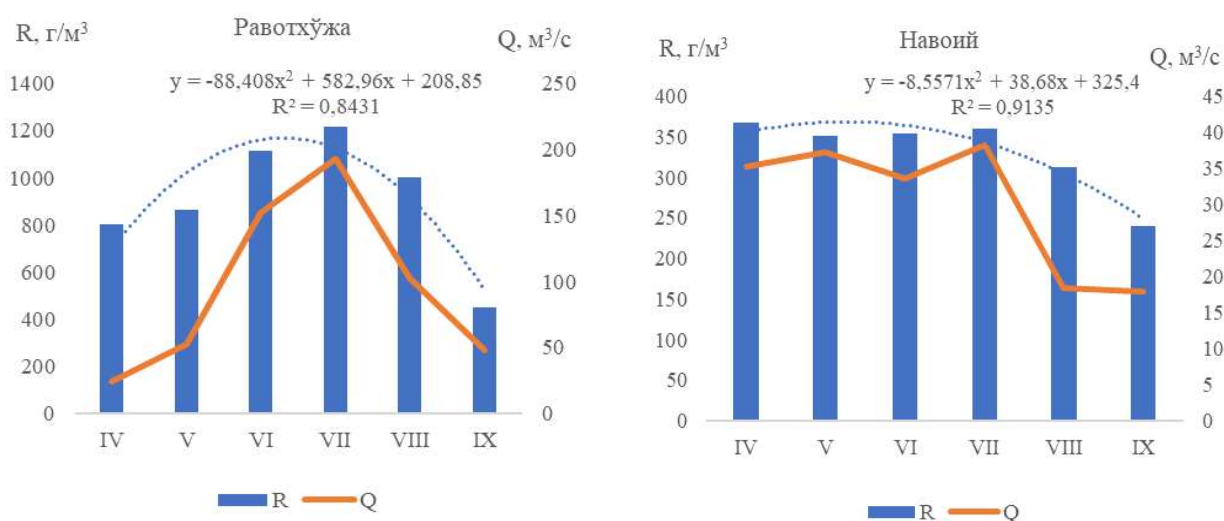 Равотхўжа
R, г/м³
Q, м³/с
y = -88,408x² + 582,96x + 208,85
R² = 0,8431
1400
1200
1000
800
600
400
200
0
250
200
150
100
50
0
IV V VI VII VIII IX
R Q
Навоий
R, г/м³
Q, м³/с
y = -8,5571x² + 38,68x + 325,4
R² = 0,9135
400
350
300
250
200
150
100
50
0
45
40
35
30
25
20
15
10
5
0
IV V VI VII VIII IX
R Q